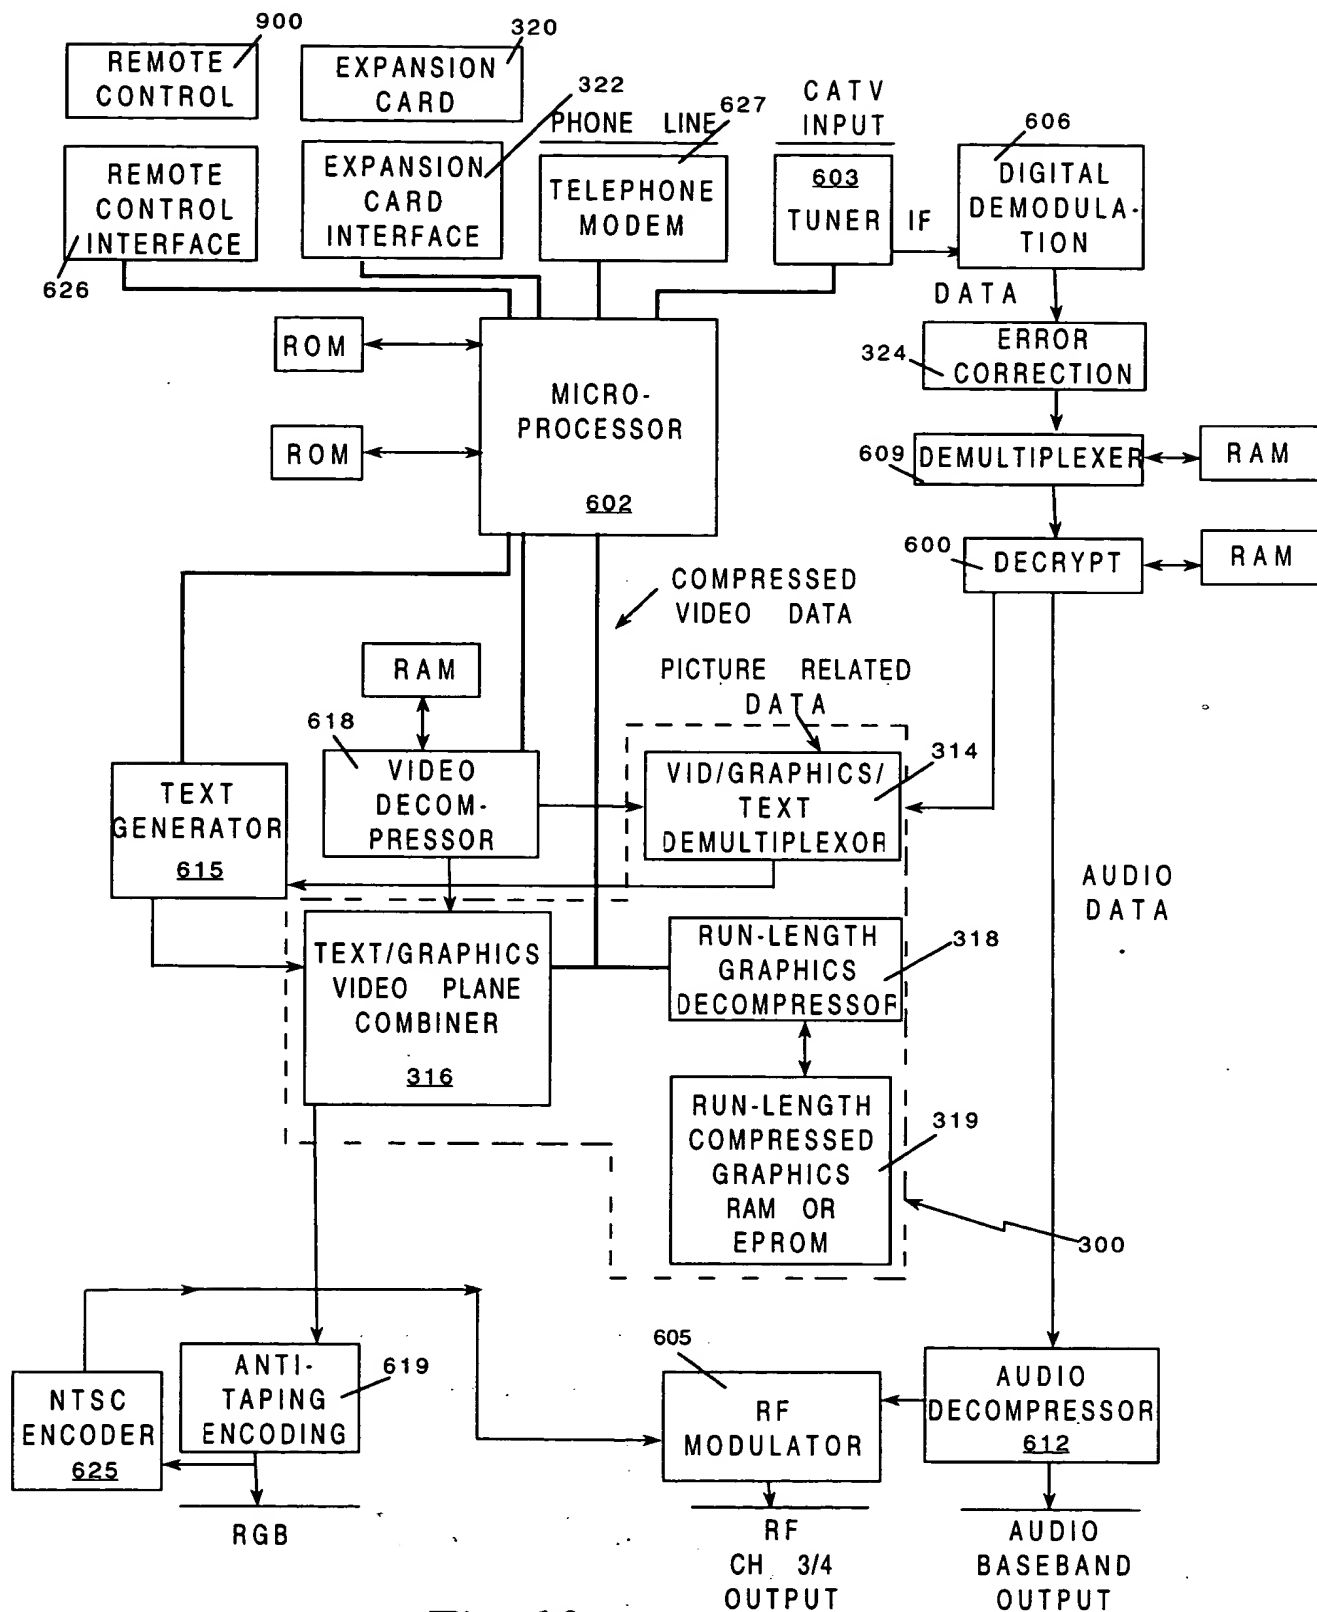 900
320
REMOTE
CONTROL
EXPANSION
CARD
322
627
CATV
INPUT
606
PHONE LINE
REMOTE
CONTROL
INTERFACE
626
EXPANSION
CARD
INTERFACE
TELEPHONE
MODEM
603
TUNER
IF
DIGITAL
DEMODULA-
TION
DATA
ROM
ROM
MICRO-
PROCESSOR
602
324
ERROR
CORRECTION
609
DEMULTIPLEXER
RAM
600
DECRYPT
RAM
COMPRESSED
VIDEO DATA
RAM
PICTURE RELATED
DATA
618
VIDEO
DECOM-
PRESSOR
314
VID/GRAPHICS/
TEXT
DEMULTIPLEXOR
TEXT
GENERATOR
615
AUDIO
DATA
TEXT/GRAPHICS
VIDEO PLANE
COMBINER
316
RUN-LENGTH
GRAPHICS
DECOMPRESSOR
318
RUN-LENGTH
COMPRESSED
GRAPHICS
RAM OR
EPROM
319
300
NTSC
ENCODER
625
ANTI-
TAPING
ENCODING
619
605
RF
MODULATOR
AUDIO
DECOMPRESSOR
612
RGB
RF
CH 3/4
OUTPUT
AUDIO
BASEBAND
OUTPUT